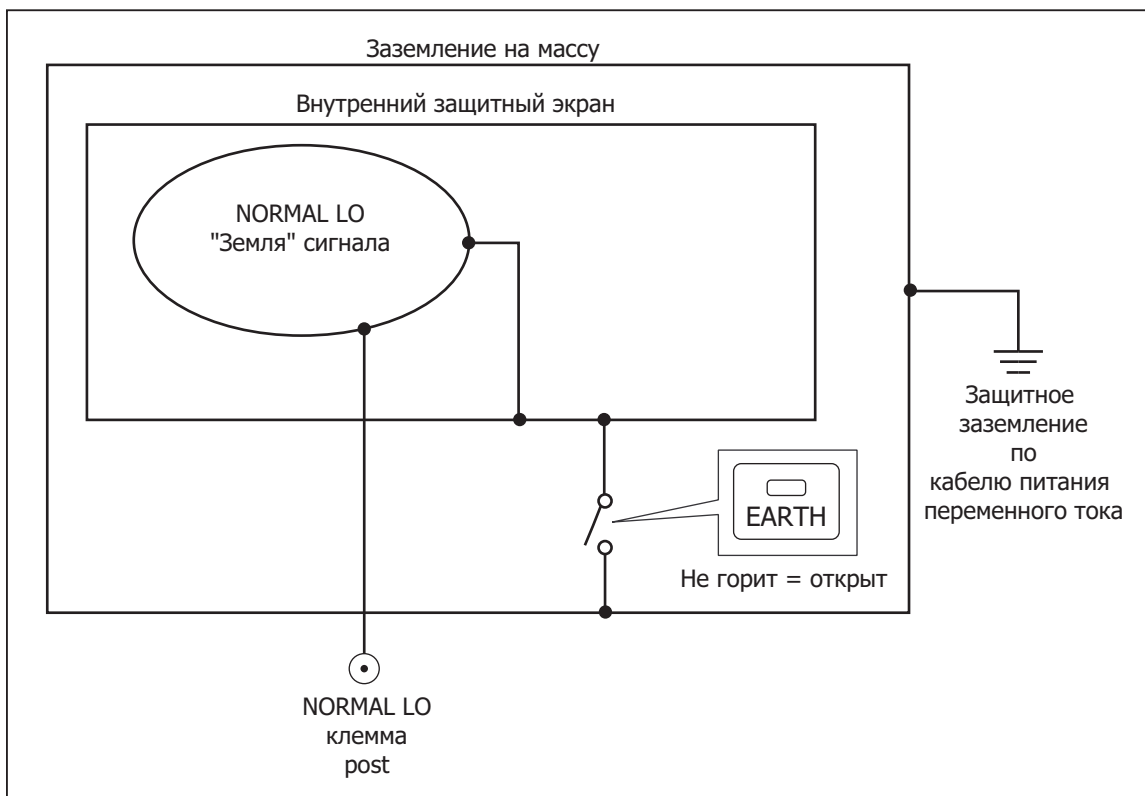 Заземление на массу
Внутренний защитный экран
NORMAL LO
"Земля" сигнала
EARTH
Не горит = открыт
Защитное
заземление
по
кабелю питания
переменного тока
NORMAL LO
клемма
post